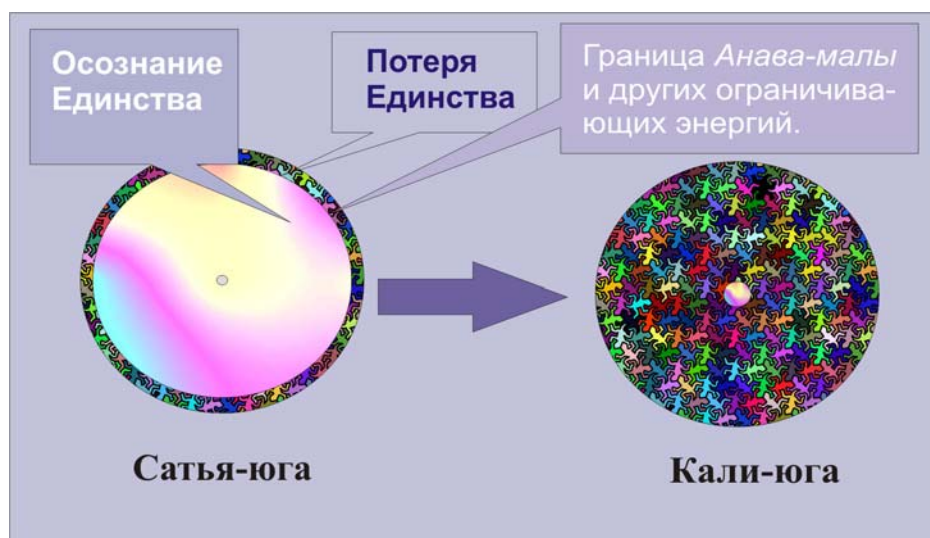 Осознание
Единства
Потеря
Единства
Граница Анава-малы
и других ограничива-
ющих энергий.
Сатья-юга
Кали-юга